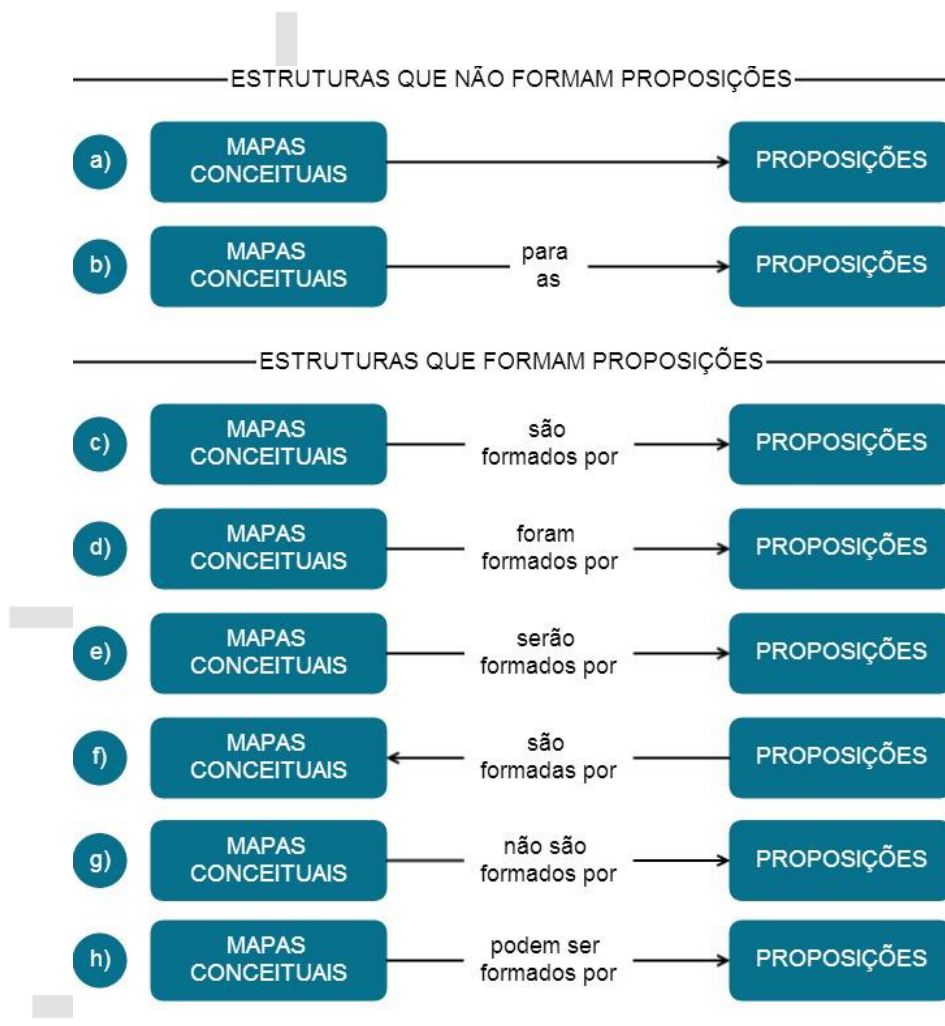 ESTRUTURAS QUE NÃO FORMAM PROPOSIÇÕES
a)
MAPAS
CONCEITUAIS
PROPOSIÇÕES
b)
MAPAS
CONCEITUAIS
para
as
PROPOSIÇÕES
ESTRUTURAS QUE FORMAM PROPOSIÇÕES
c)
MAPAS
CONCEITUAIS
são
formados por
PROPOSIÇÕES
d)
MAPAS
CONCEITUAIS
foram
formados por
PROPOSIÇÕES
e)
MAPAS
CONCEITUAIS
serão
formados por
PROPOSIÇÕES
f)
MAPAS
CONCEITUAIS
são
formadas por
PROPOSIÇÕES
g)
MAPAS
CONCEITUAIS
não são
formados por
PROPOSIÇÕES
h)
MAPAS
CONCEITUAIS
podem ser
formados por
PROPOSIÇÕES